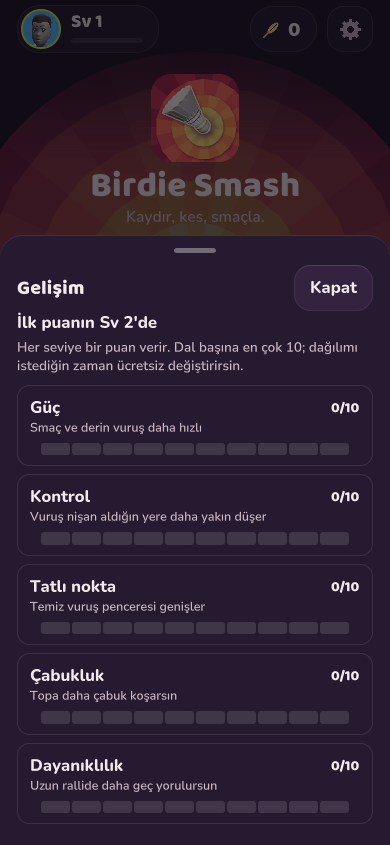 Sv 1
0
Birdie Smash
Kaydır, kes, smaçla.
Gelişim
Kapat
İlk puanın Sv 2'de
Her seviye bir puan verir. Dal başına en çok 10; dağılımı
istediğin zaman ücretsiz değiştirirsin.
Güç
0/10
Smaç ve derin vuruş daha hızlı
Kontrol
0/10
Vuruş nişan aldığın yere daha yakın düşer
Tatlı nokta
0/10
Temiz vuruş penceresi genişler
Çabukluk
0/10
Topa daha çabuk koşarsın
Dayanıklılık
0/10
Uzun rallide daha geç yorulursun